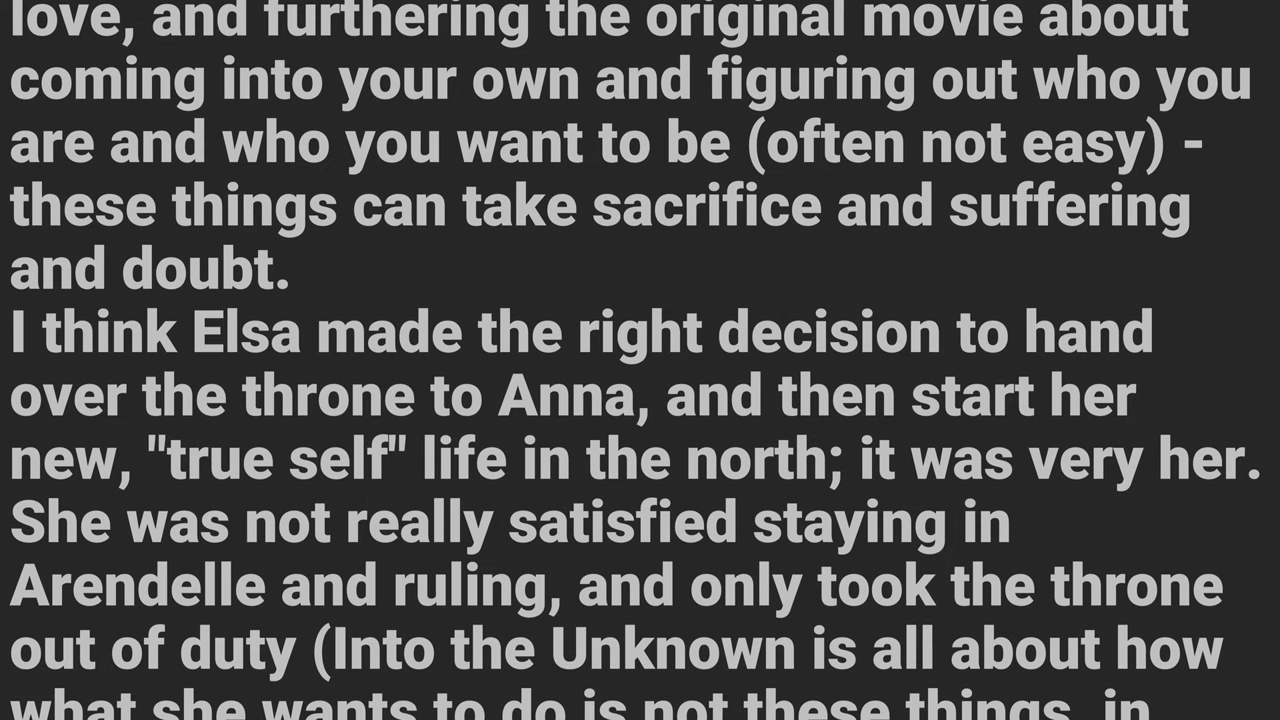 love, and furthering the original movie about
coming into your own and figuring out who you
are and who you want to be (often not easy) -
these things can take sacrifice and suffering
and doubt.
I think Elsa made the right decision to hand
over the throne to Anna, and then start her
new, "true self" life in the north; it was very her.
She was not really satisfied staying in
Arendelle and ruling, and only took the throne
out of duty (Into the Unknown is all about how
what she wants to do is not these things, in